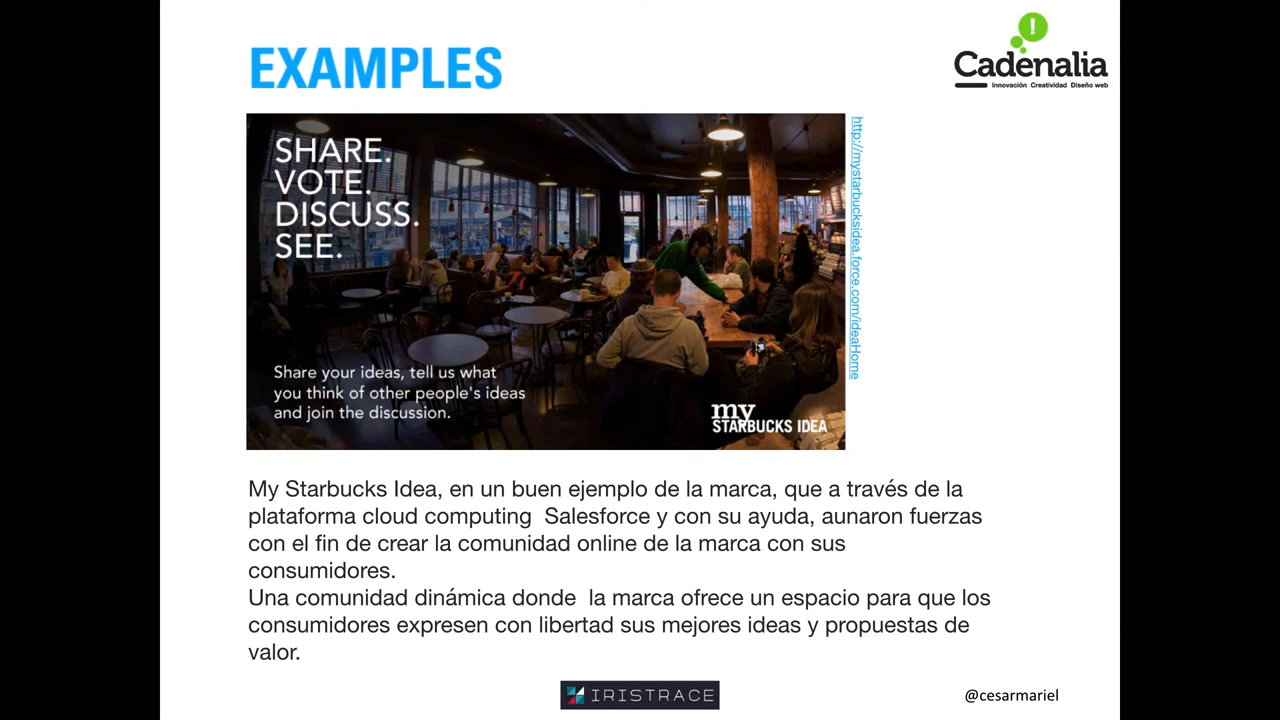 EXAMPLES
!
Cadenalia
Innovación Creatividad Diseño web
SHARE.
VOTE.
DISCUSS.
SEE.
Share your ideas, tell us what
you think of other people's ideas
and join the discussion.
my
STARBUCKS IDEA
http://mystarbucksidea.force.com/ideaHome
My Starbucks Idea, en un buen ejemplo de la marca, que a través de la
plataforma cloud computing  Salesforce y con su ayuda, aunaron fuerzas
con el fin de crear la comunidad online de la marca con sus
consumidores.
Una comunidad dinámica donde  la marca ofrece un espacio para que los
consumidores expresen con libertad sus mejores ideas y propuestas de
valor.
IRISTRACE
@cesarmariel